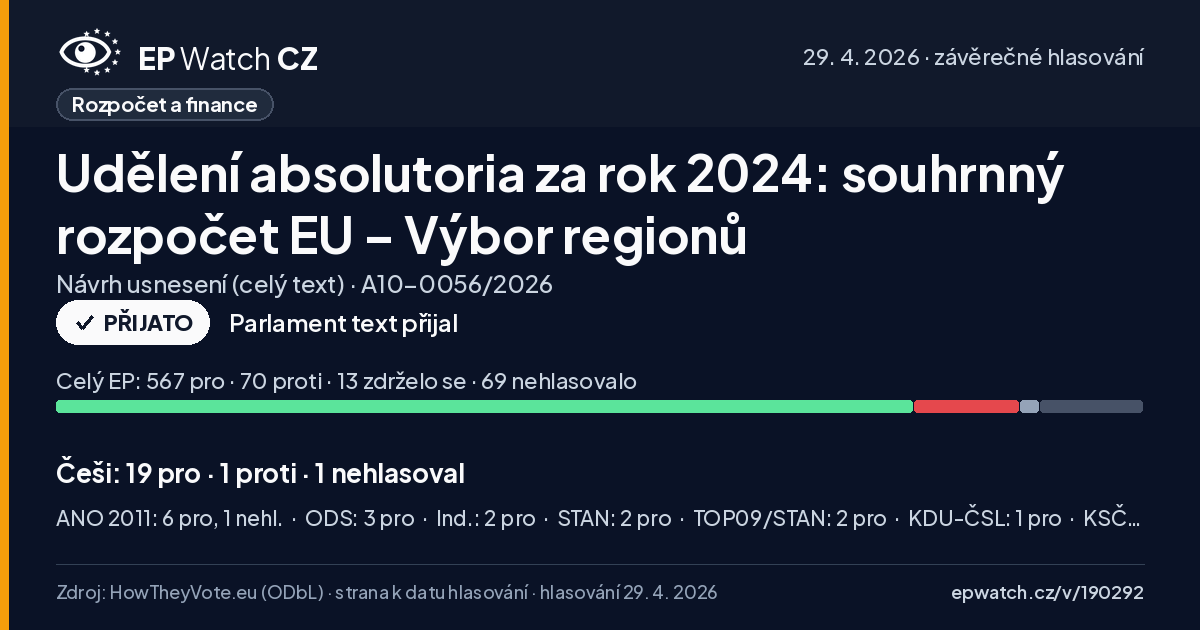 EP Watch CZ
29. 4. 2026 · závěrečné hlasování
Rozpočet a finance
Udělení absolutoria za rok 2024: souhrnný
rozpočet EU – Výbor regionů
Návrh usnesení (celý text) · A10-0056/2026
✓ PŘIJATO Parlament text přijal
Celý EP: 567 pro · 70 proti · 13 zdrželo se · 69 nehlasovalo
Češi: 19 pro · 1 proti · 1 nehlasoval
ANO 2011: 6 pro, 1 nehl. · ODS: 3 pro · Ind.: 2 pro · STAN: 2 pro · TOP09/STAN: 2 pro · KDU-ČSL: 1 pro · KSČ…
Zdroj: HowTheyVote.eu (ODbL) · strana k datu hlasování · hlasování 29. 4. 2026
epwatch.cz/v/190292